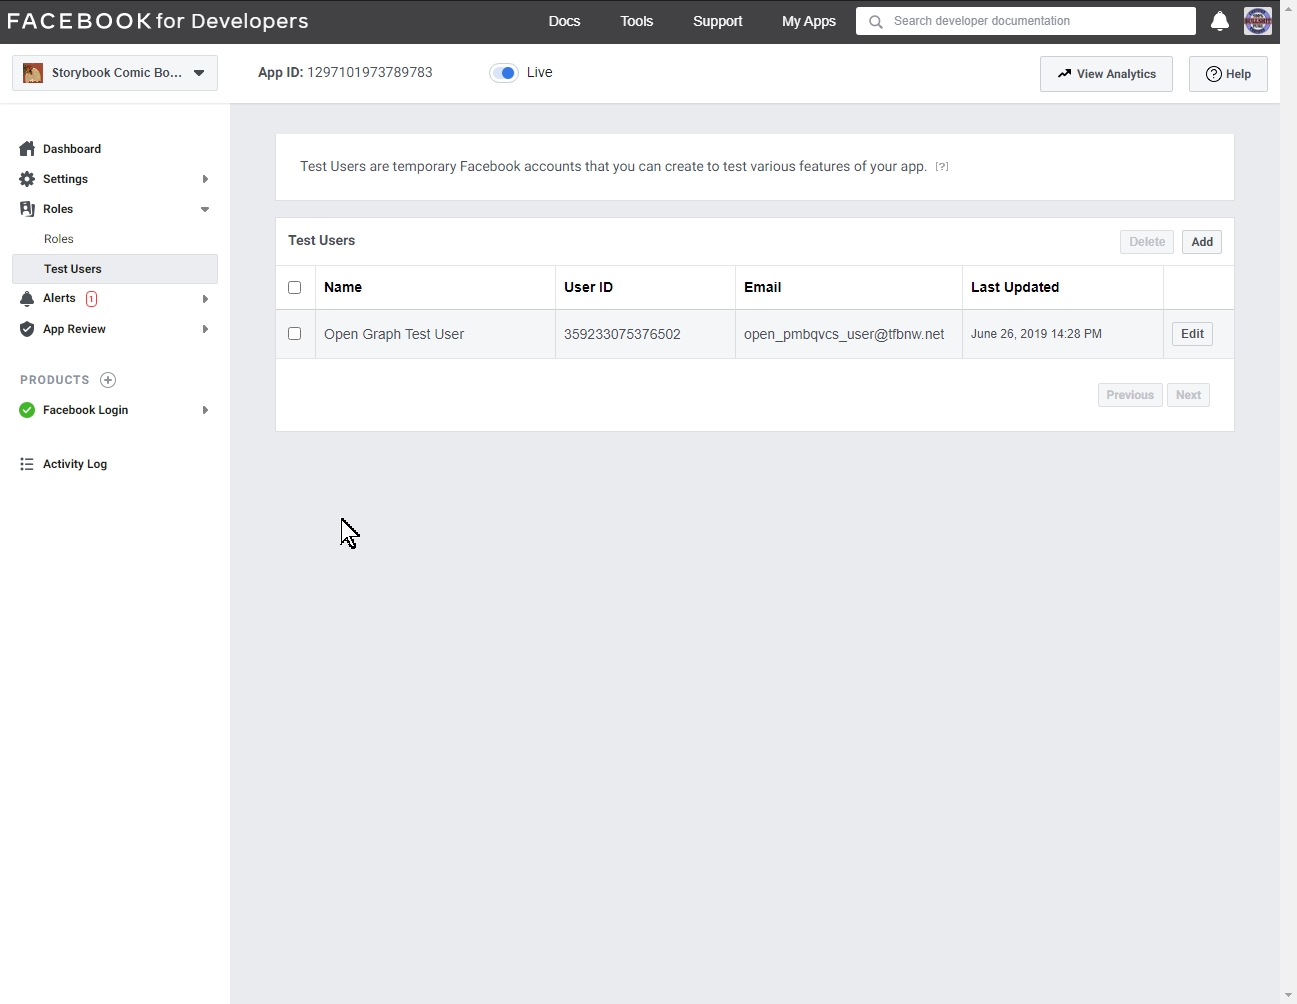 FACEBOOK for Developers
Docs Tools Support My Apps Search developer documentation
Storybook Comic Bo... App ID: 1297101973789783 Live View Analytics Help
Dashboard
Settings
Roles
Roles
Test Users
Alerts 1
App Review
PRODUCTS
Facebook Login
Activity Log
Test Users are temporary Facebook accounts that you can create to test various features of your app. [?]
Test Users Delete Add
Name User ID Email Last Updated
Open Graph Test User 359233075376502 open_pmbqvcs_user@tfbnw.net June 26, 2019 14:28 PM Edit
Previous Next